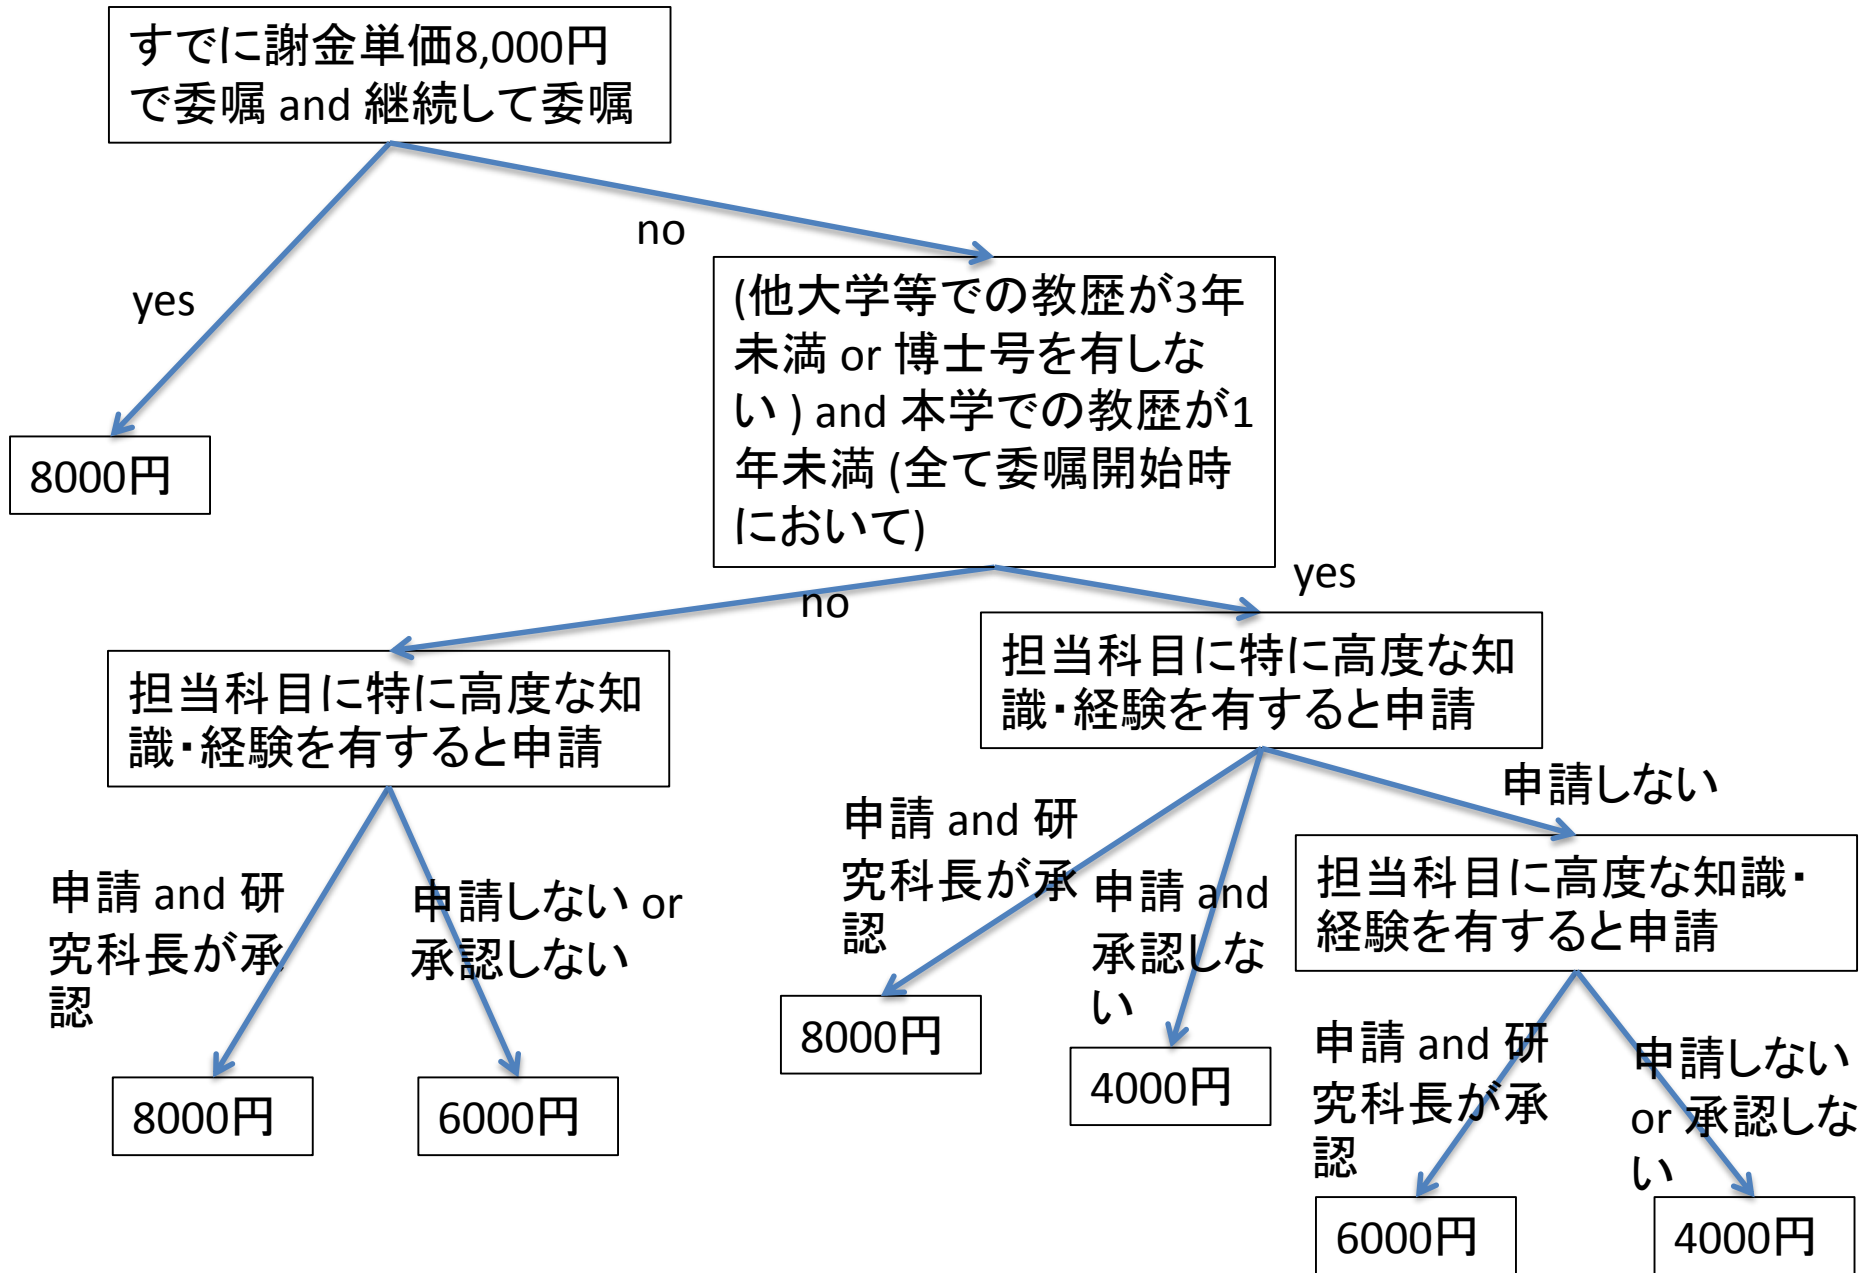 すでに謝金単価8,000円
で委嘱 and 継続して委嘱
no
yes
(他大学等での教歴が3年
未満 or 博士号を有しな
い ) and 本学での教歴が1
年未満 (全て委嘱開始時
において)
8000円
yes
no
担当科目に特に高度な知
識・経験を有すると申請
担当科目に特に高度な知
識・経験を有すると申請
申請しない
申請 and 研
究科長が承
認
申請 and
承認しな
い
担当科目に高度な知識・
経験を有すると申請
申請 and 研
究科長が承
認
申請しない or
承認しない
8000円
4000円
申請 and 研
究科長が承
認
申請しない
or 承認しな
い
8000円
6000円
6000円
4000円